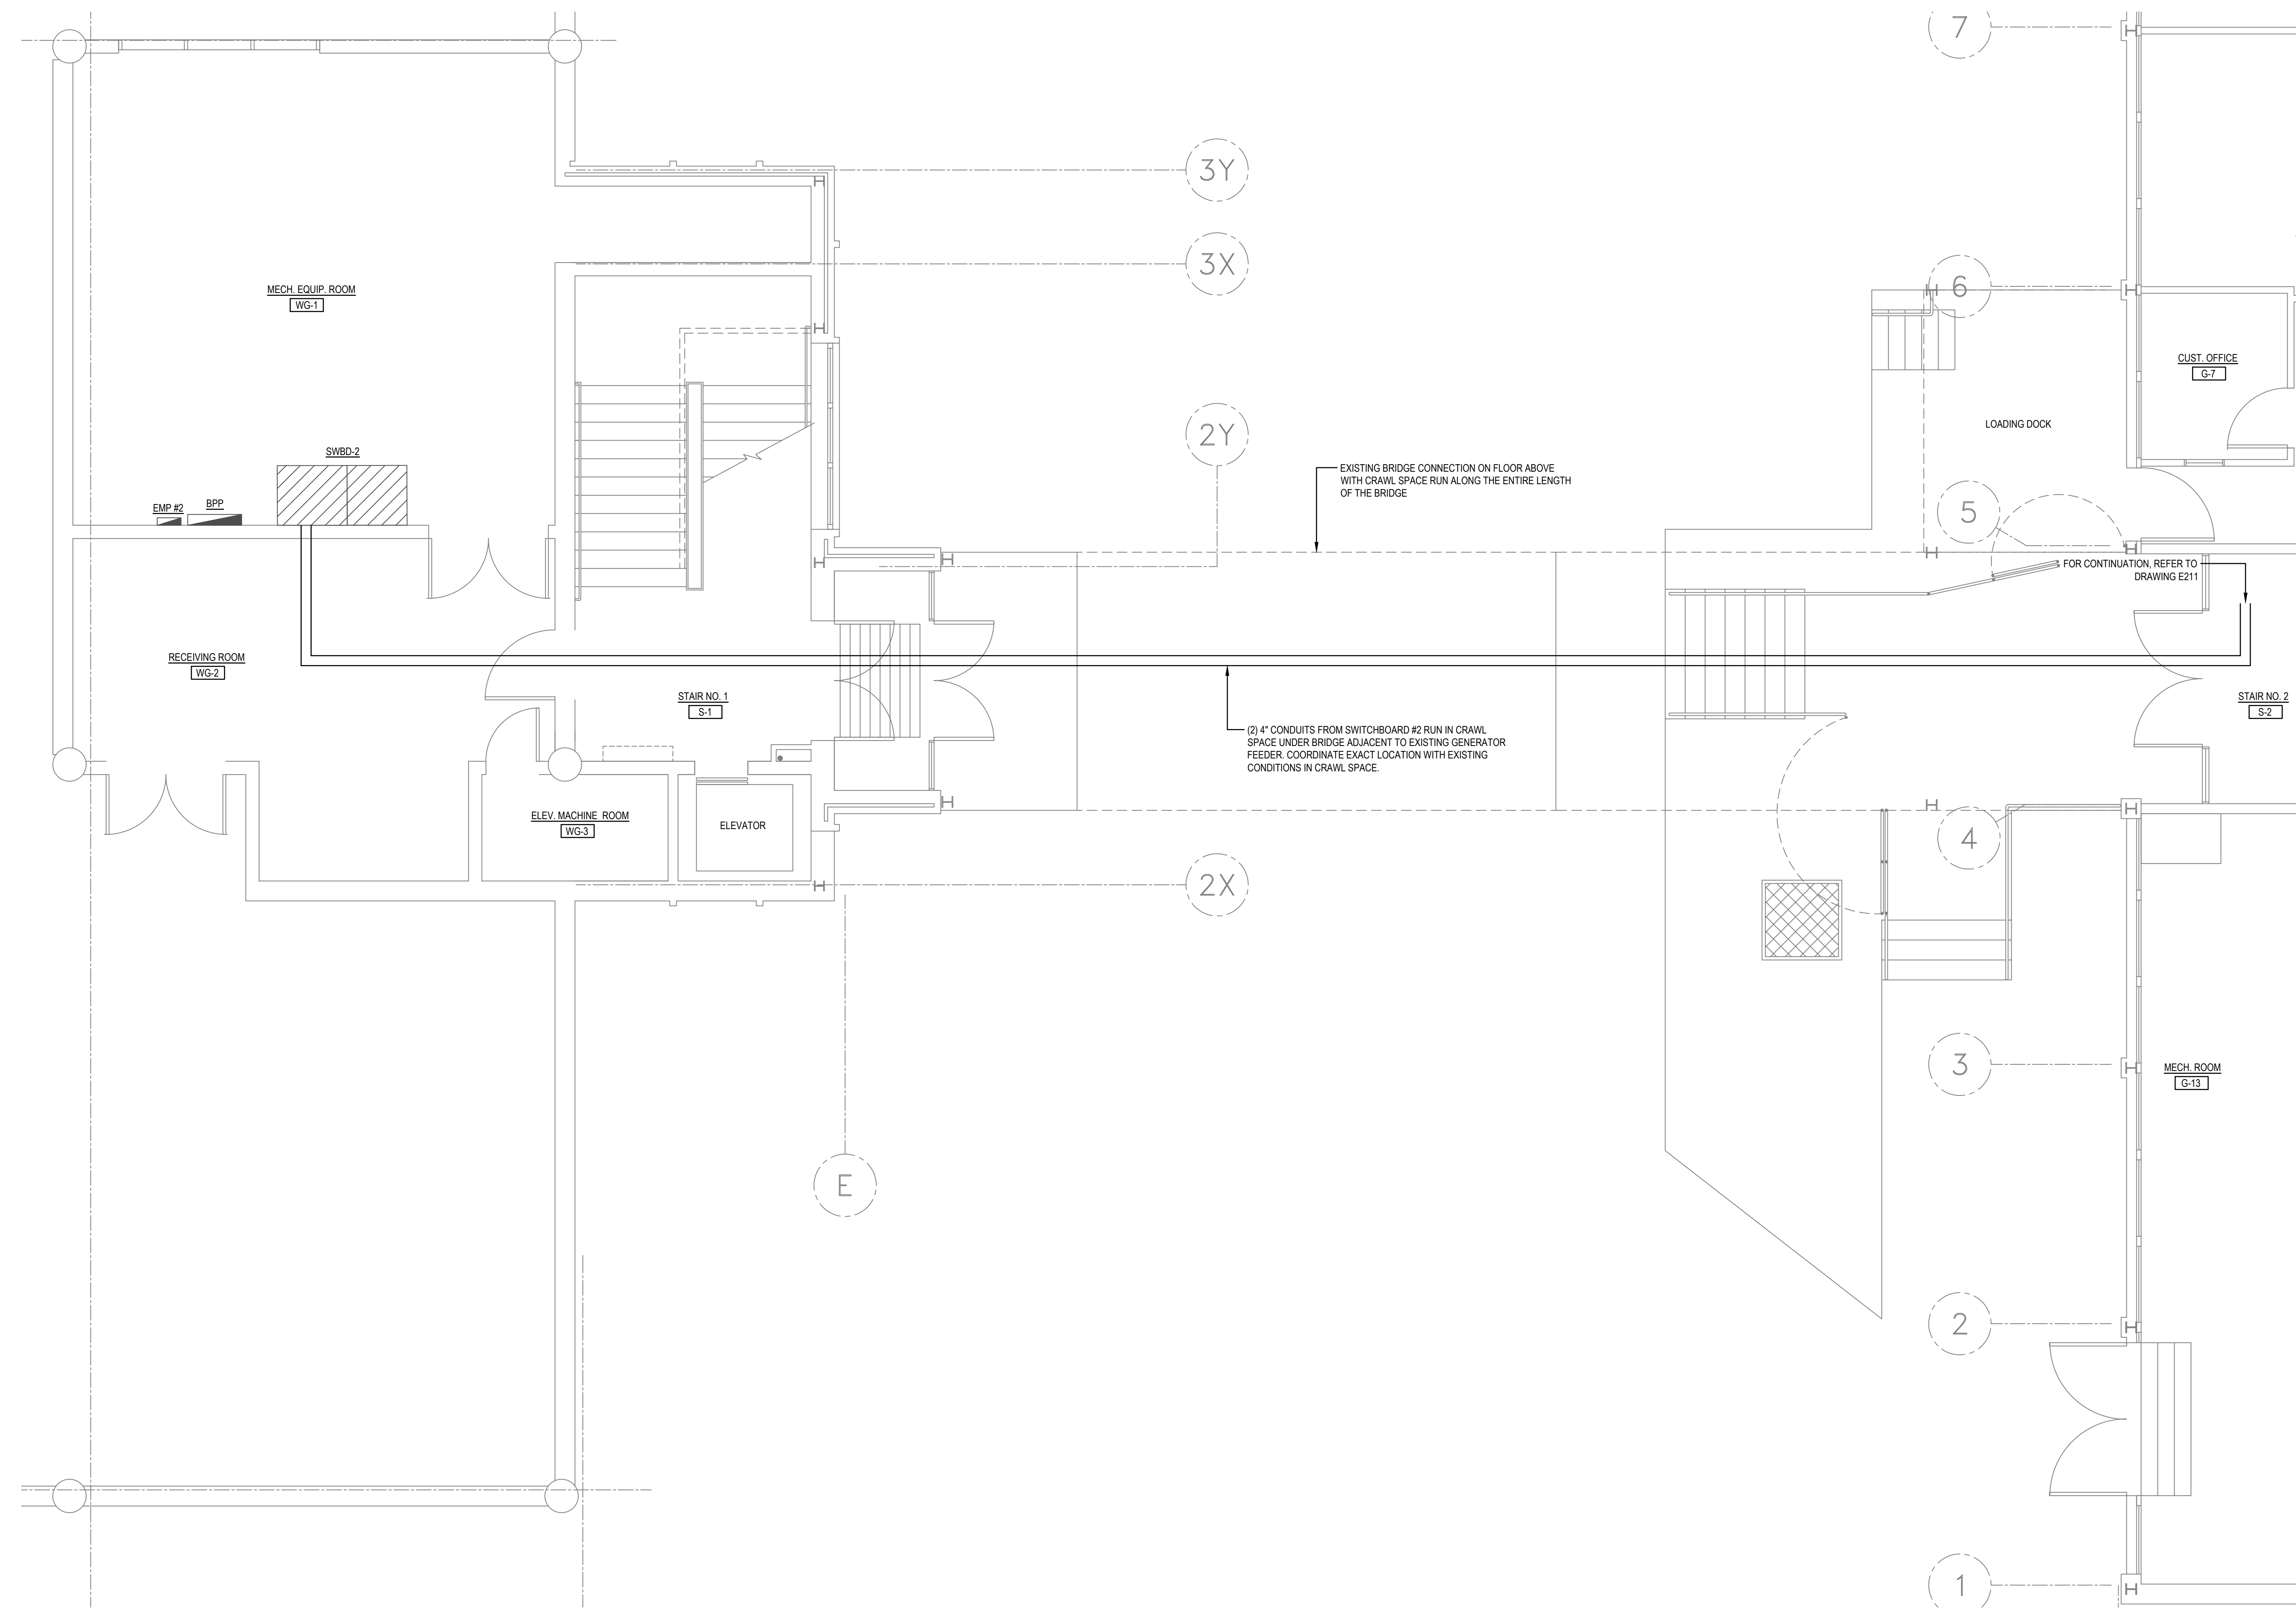 7
3Y
3X
6
MECH. EQUIP. ROOM
WG-1
CUST. OFFICE
G-7
LOADING DOCK
2Y
SWBD-2
EMP #2
BPP
EXISTING BRIDGE CONNECTION ON FLOOR ABOVE
WITH CRAWL SPACE RUN ALONG THE ENTIRE LENGTH
OF THE BRIDGE
5
FOR CONTINUATION, REFER TO
DRAWING E211
RECEIVING ROOM
WG-2
STAIR NO. 1
S-1
STAIR NO. 2
S-2
(2) 4" CONDUITS FROM SWITCHBOARD #2 RUN IN CRAWL
SPACE UNDER BRIDGE ADJACENT TO EXISTING GENERATOR
FEEDER. COORDINATE EXACT LOCATION WITH EXISTING
CONDITIONS IN CRAWL SPACE.
ELEV. MACHINE ROOM
WG-3
ELEVATOR
4
2X
3
MECH. ROOM
G-13
E
2
1